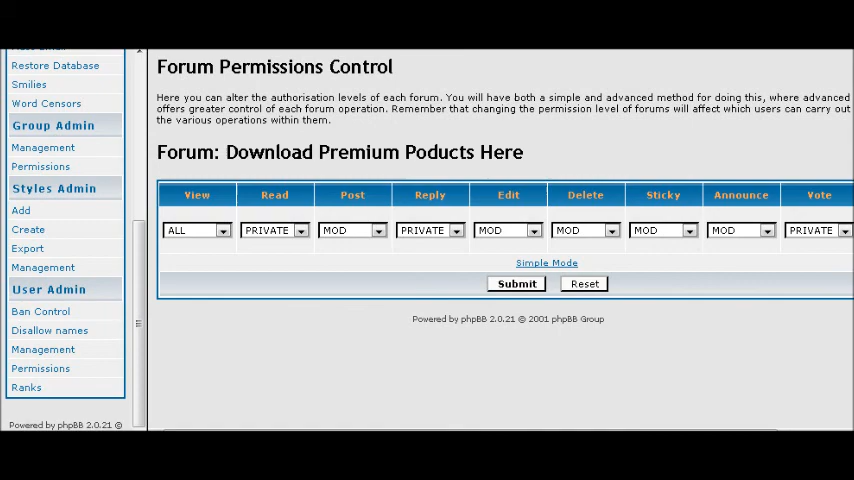 Restore Database
Smilies
Word Censors
Group Admin
Management
Permissions
Styles Admin
Add
Create
Export
Management
User Admin
Ban Control
Disallow names
Management
Permissions
Ranks
Powered by phpBB 2.0.21 ©
Forum Permissions Control
Here you can alter the authorisation levels of each forum. You will have both a simple and advanced method for doing this, where advanced
offers greater control of each forum operation. Remember that changing the permission level of forums will affect which users can carry out
the various operations within them.
Forum: Download Premium Poducts Here
View Read Post Reply Edit Delete Sticky Announce Vote
ALL PRIVATE MOD PRIVATE MOD MOD MOD MOD PRIVATE
Simple Mode
Submit Reset
Powered by phpBB 2.0.21 © 2001 phpBB Group